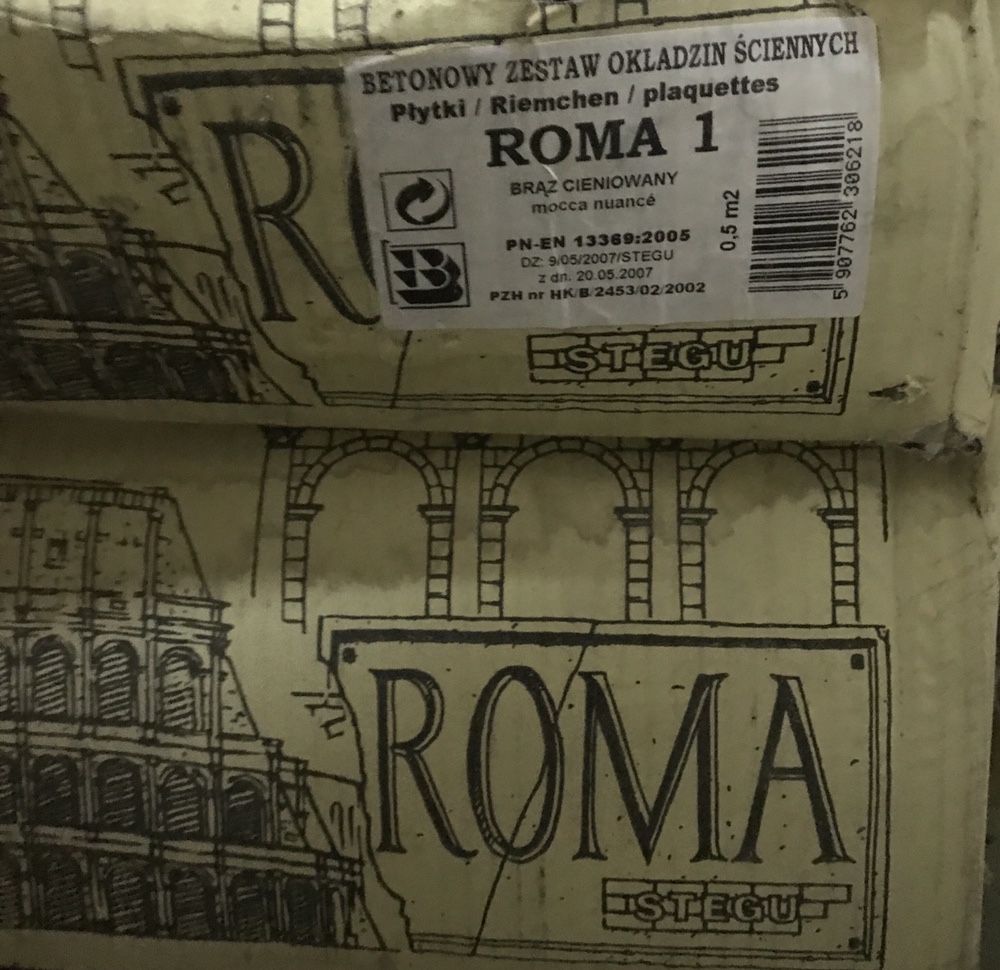 BETONOWY ZESTAW OKŁADZIN ŚCIENNYCH
Płytki / Riemchen / plaquettes
ROMA 1
BRĄZ CIENIOWANY
mocca nuancé
0,5 m2
PN-EN 13369:2005
DZ: 9/05/2007/STEGU
z dn. 20.05.2007
PZH nr HK/B/2453/02/2002
5 907762 306218
B
R
STEGU
ROMA
STEGU